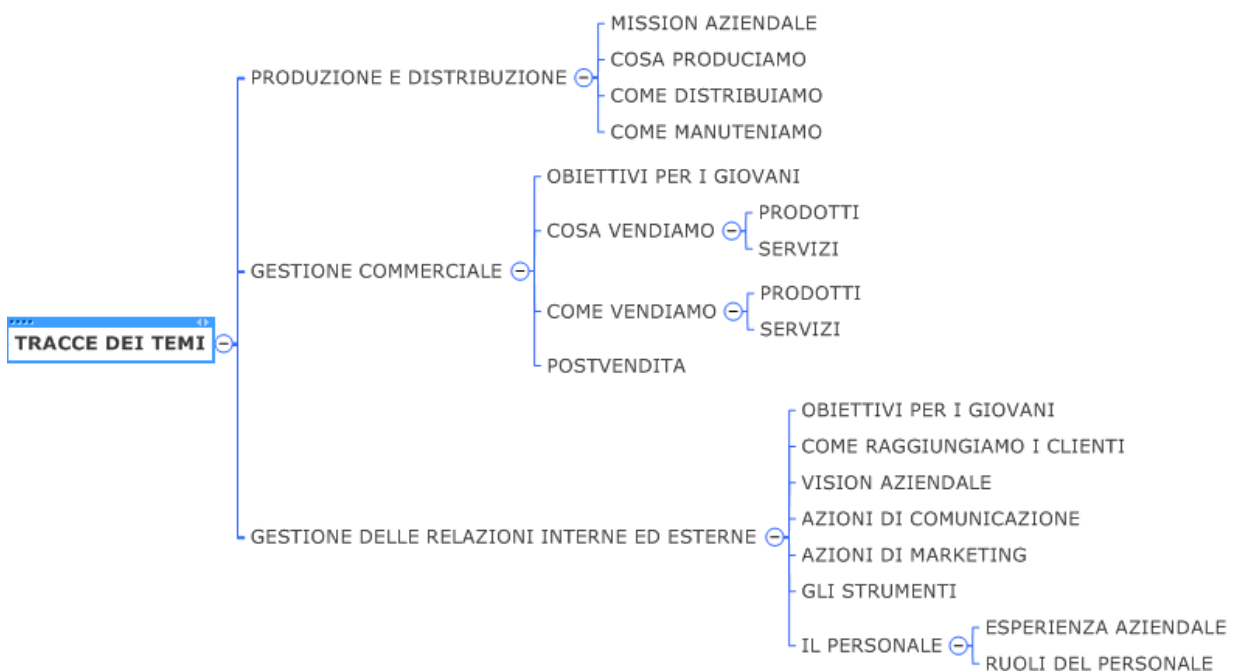 TRACCE DEI TEMI
PRODUZIONE E DISTRIBUZIONE
MISSION AZIENDALE
COSA PRODUCIAMO
COME DISTRIBUIAMO
COME MANUTENIAMO
GESTIONE COMMERCIALE
OBIETTIVI PER I GIOVANI
COSA VENDIAMO
PRODOTTI
SERVIZI
COME VENDIAMO
PRODOTTI
SERVIZI
POSTVENDITA
GESTIONE DELLE RELAZIONI INTERNE ED ESTERNE
OBIETTIVI PER I GIOVANI
COME RAGGIUNGIAMO I CLIENTI
VISION AZIENDALE
AZIONI DI COMUNICAZIONE
AZIONI DI MARKETING
GLI STRUMENTI
IL PERSONALE
ESPERIENZA AZIENDALE
RUOLI DEL PERSONALE